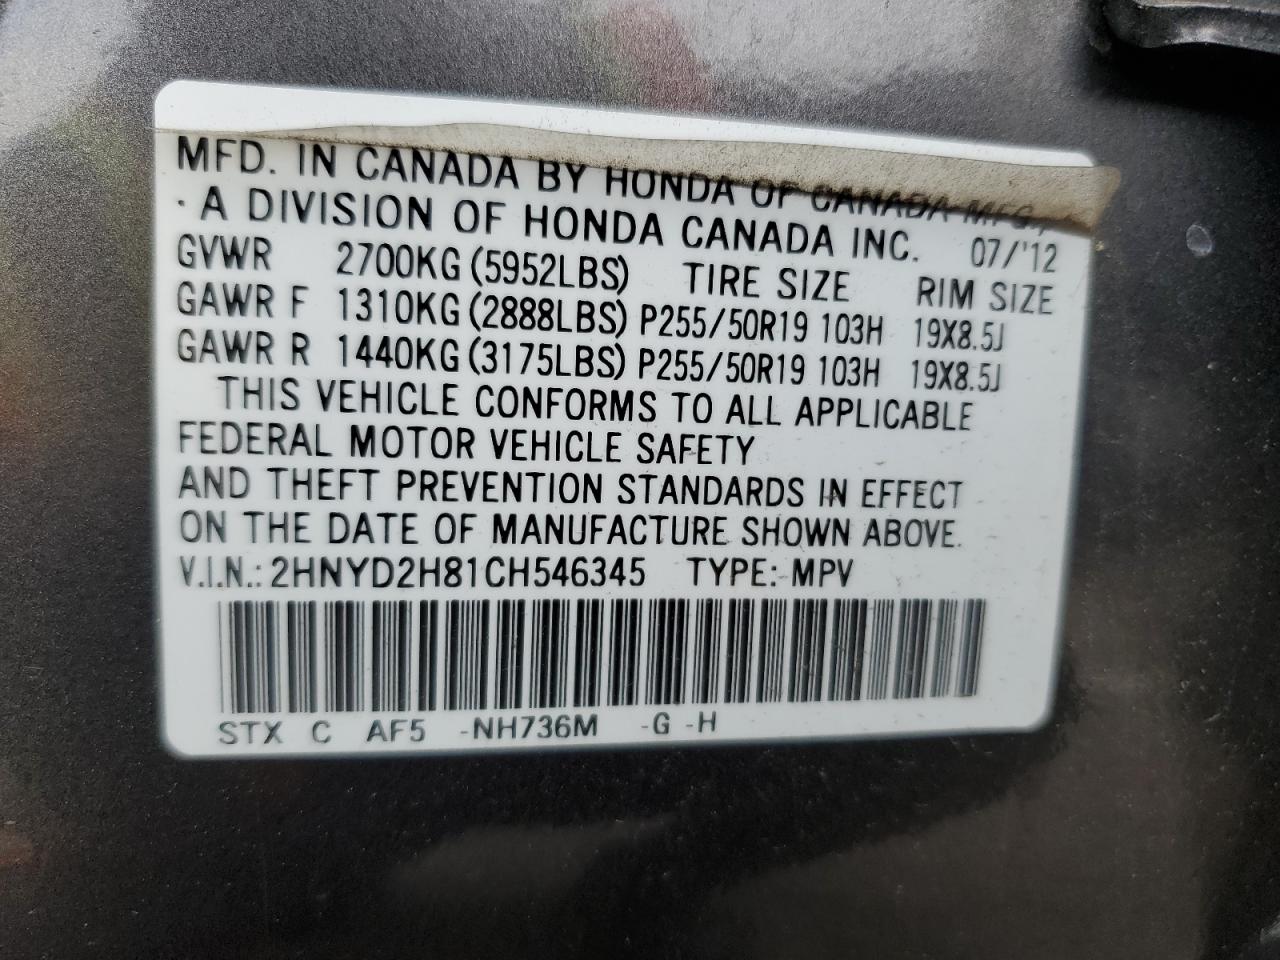 MFD. IN CANADA BY HONDA OF CANADA MFG.,
· A DIVISION OF HONDA CANADA INC. 07/'12
GVWR 2700KG (5952LBS) TIRE SIZE RIM SIZE
GAWR F 1310KG (2888LBS) P255/50R19 103H 19X8.5J
GAWR R 1440KG (3175LBS) P255/50R19 103H 19X8.5J
THIS VEHICLE CONFORMS TO ALL APPLICABLE
FEDERAL MOTOR VEHICLE SAFETY
AND THEFT PREVENTION STANDARDS IN EFFECT
ON THE DATE OF MANUFACTURE SHOWN ABOVE.
V.I.N.: 2HNYD2H81CH546345 TYPE: MPV
STX C AF5 -NH736M -G -H